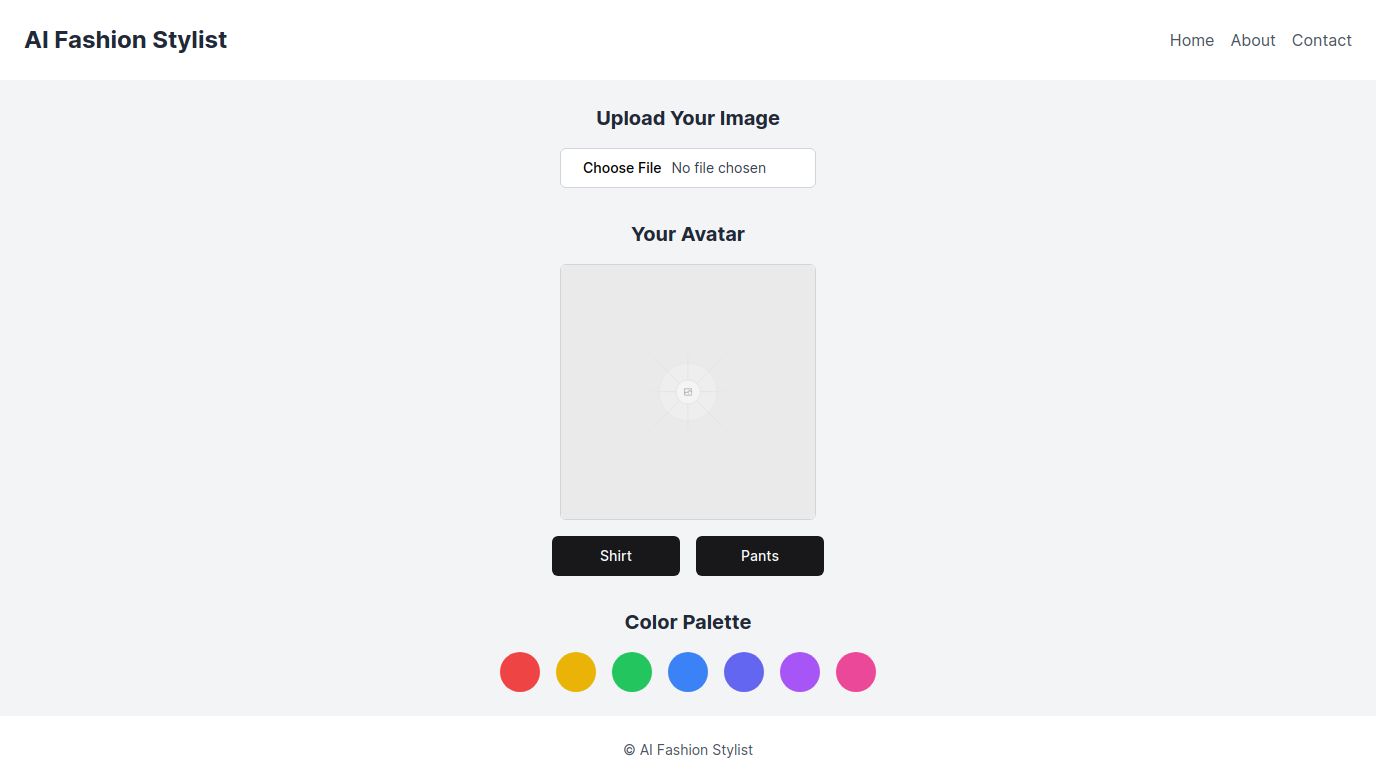 AI Fashion Stylist
Home About Contact
Upload Your Image
Choose File No file chosen
Your Avatar
Shirt Pants
Color Palette
© AI Fashion Stylist